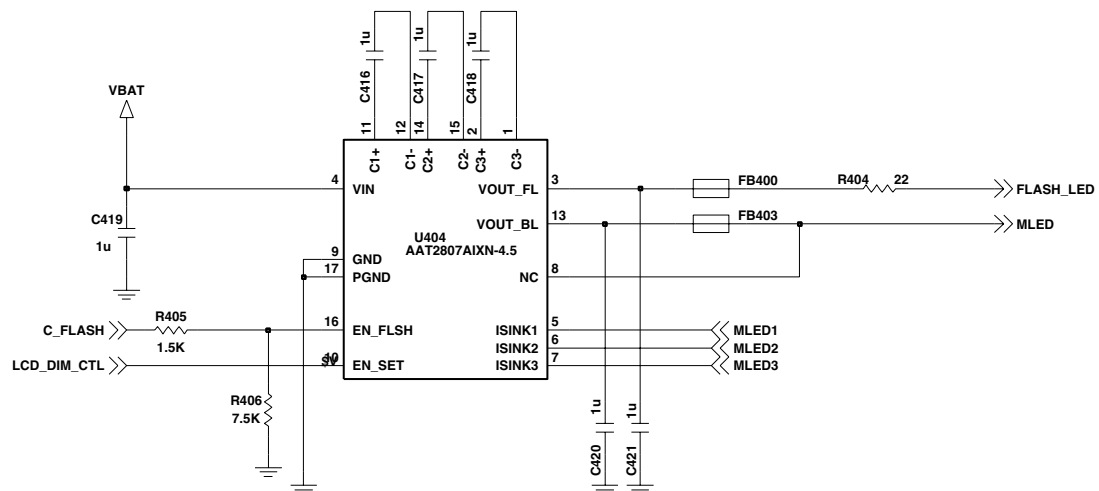 1u 1u 1u
C416 C417 C418
VBAT
11 12 14 15 2 1
C1+ C1- C2+ C2- C3+ C3-
4 VIN VOUT_FL 3 FB400 R404 22 FLASH_LED
C419
1u
VOUT_BL 13 FB403 MLED
U404
AAT2807AIXN-4.5
9 GND
17 PGND NC 8
C_FLASH R405 16 EN_FLSH ISINK1 5 MLED1
1.5K
ISINK2 6 MLED2
LCD_DIM_CTL 10 EN_SET ISINK3 7 MLED3
R406
7.5K
1u 1u
C420 C421